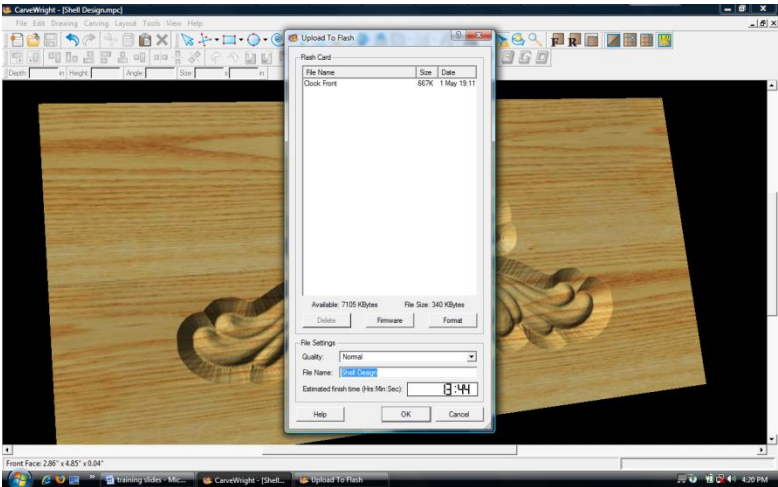 CarveWright - [Shell Design.mpc]
File Edit Drawing Carving Layout Tools View Help
Depth: in Height: Angle: Size: x in
Upload To Flash
Flash Card
File Name Size Date
Clock Front 667K 1 May 19:11
Available: 7105 KBytes File Size: 340 KBytes
Delete Firmware Format
File Settings
Quality: Normal
File Name: Shell Design
Estimated finish time (Hrs:Min:Sec): 13:44
Help OK Cancel
Front Face: 2.86" x 4.85" x 0.04"
training slides - Mic... CarveWright - [Shell... Upload To Flash 4:20 PM